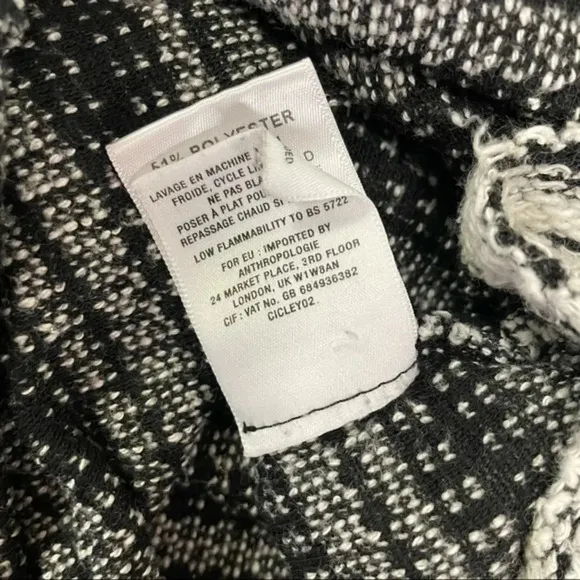 51% POLYESTER
LAVAGE EN MACHINE
FROIDE, CYCLE
NE PAS
POSER À PLAT
REPASSAGE CHAUD
LOW FLAMMABILITY TO BS 5722
FOR EU : IMPORTED BY
ANTHROPOLOGIE
24 MARKET PLACE, 3RD FLOOR
LONDON, UK W1W8AN
CIF: VAT No. GB 684936382
CICLEY02